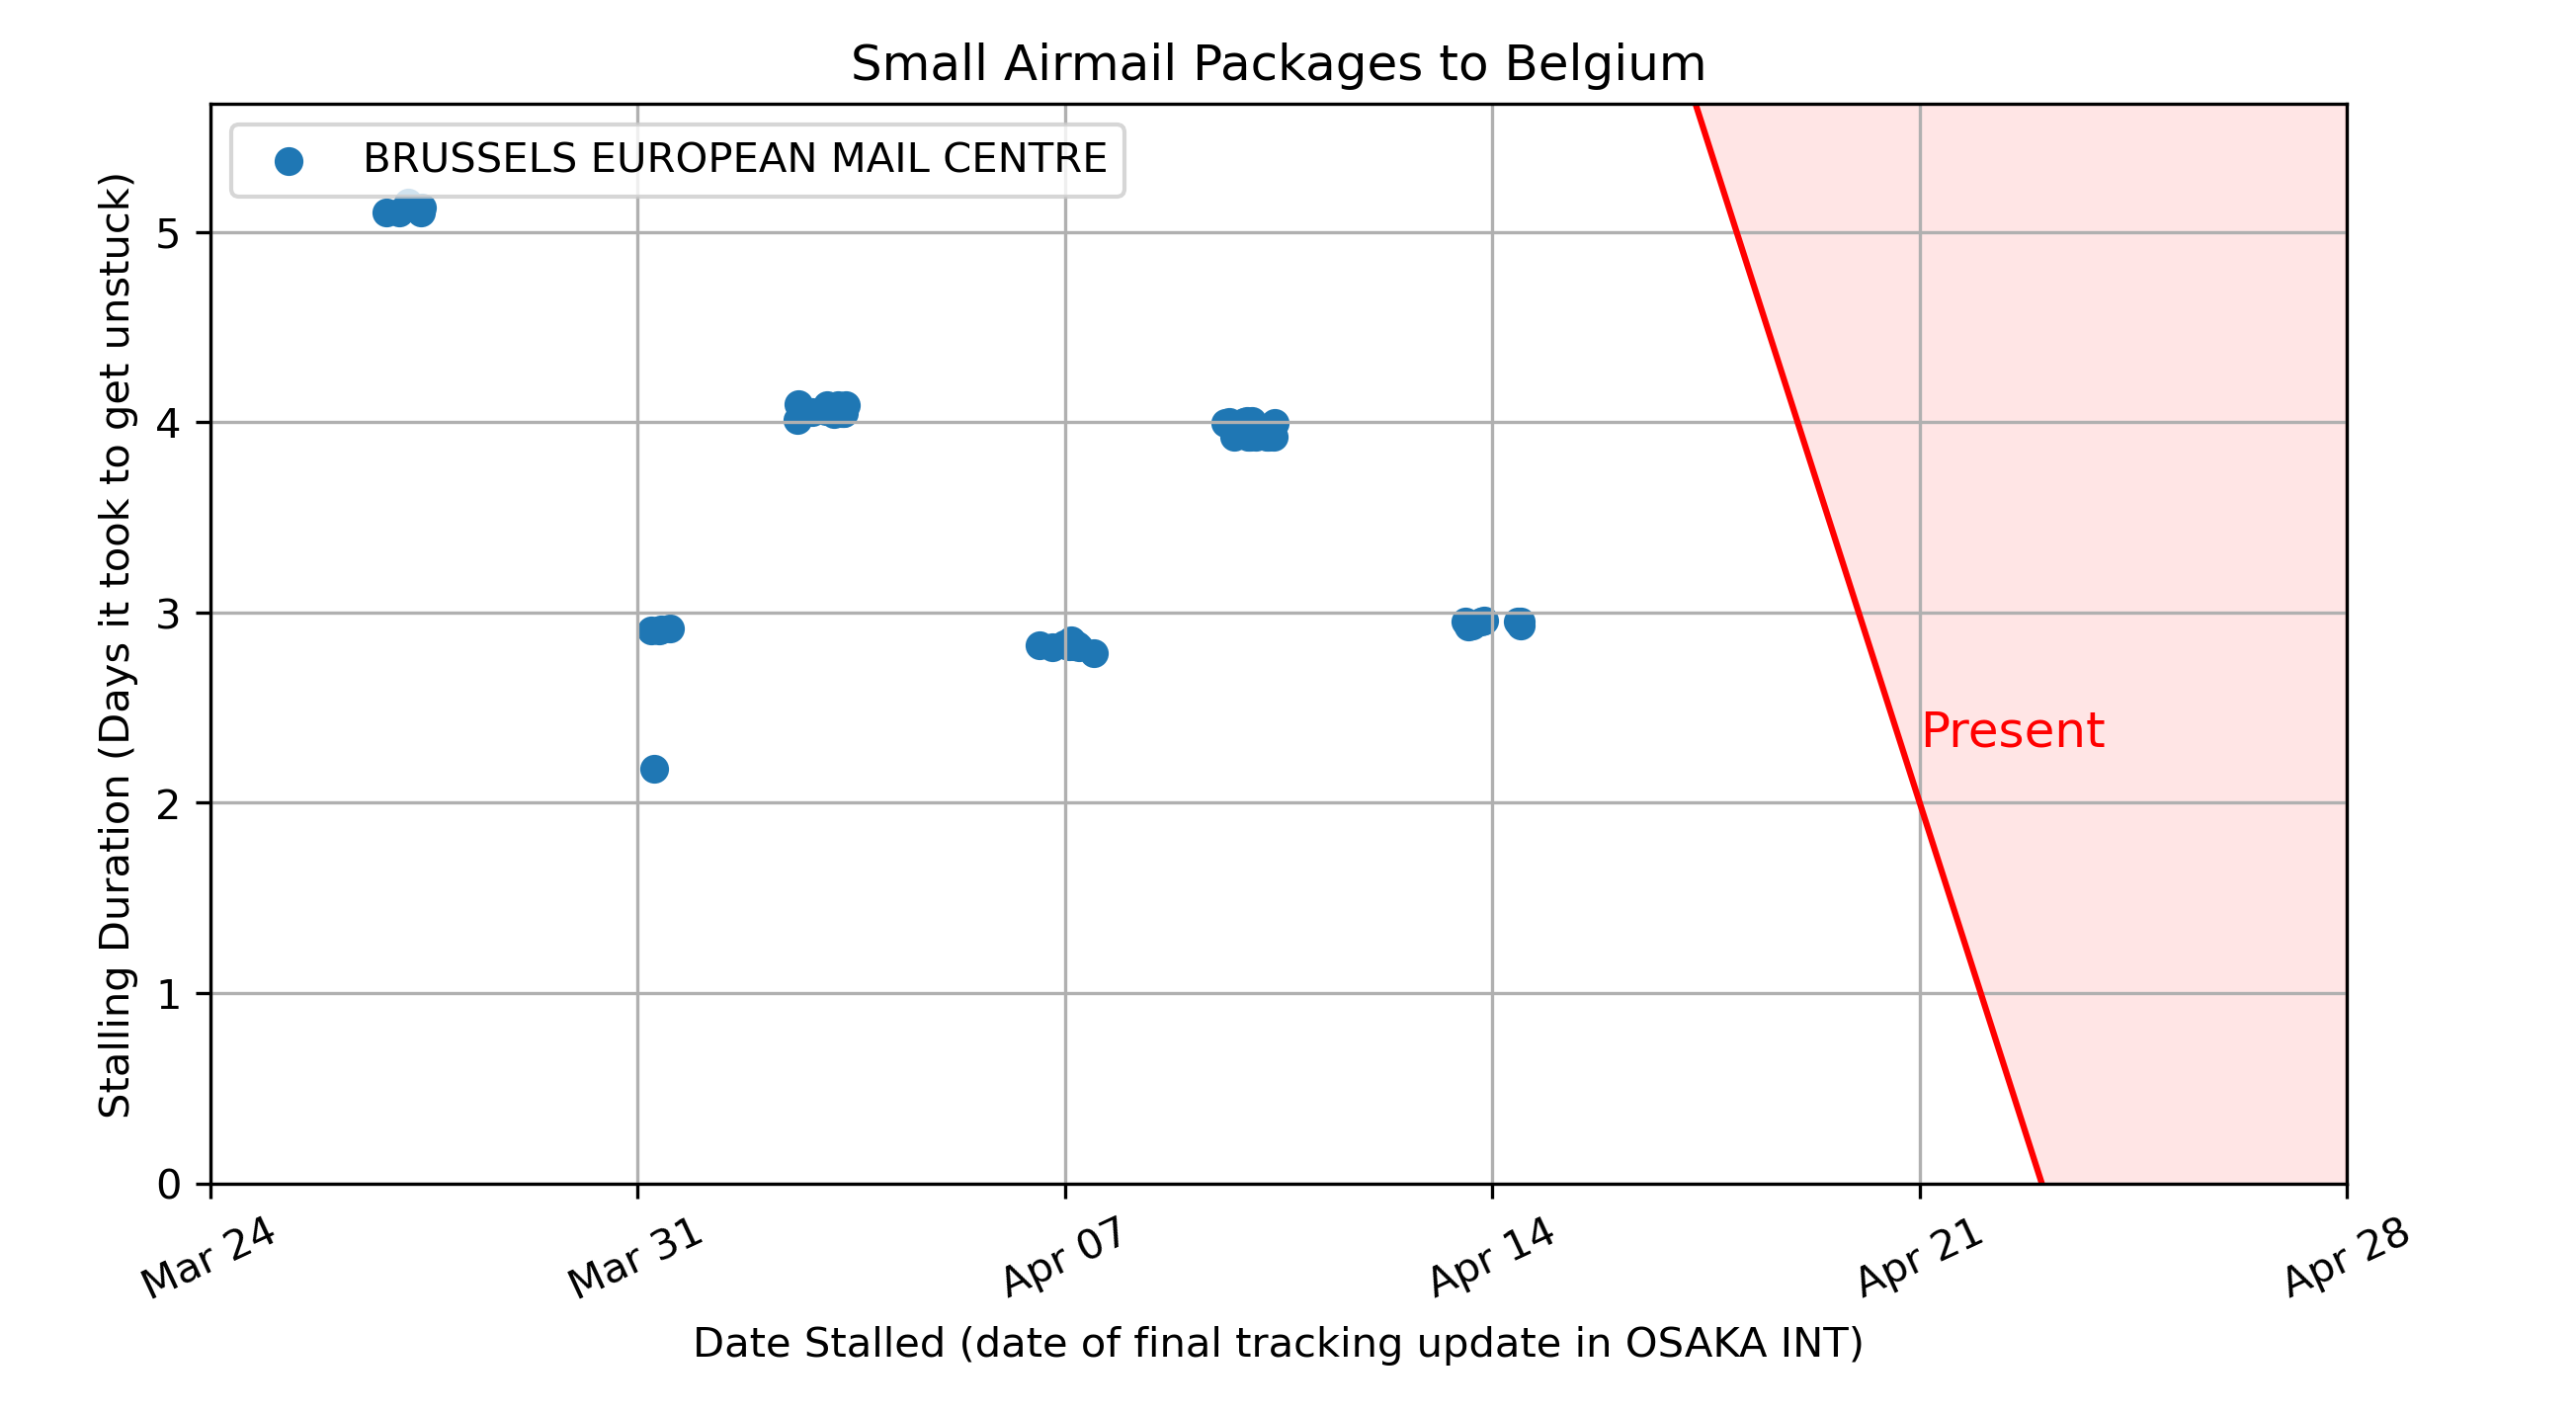 Small Airmail Packages to Belgium
BRUSSELS EUROPEAN MAIL CENTRE
Stalling Duration (Days it took to get unstuck)
5
4
3
2
1
0
Present
Mar 24
Mar 31
Apr 07
Apr 14
Apr 21
Apr 28
Date Stalled (date of final tracking update in OSAKA INT)